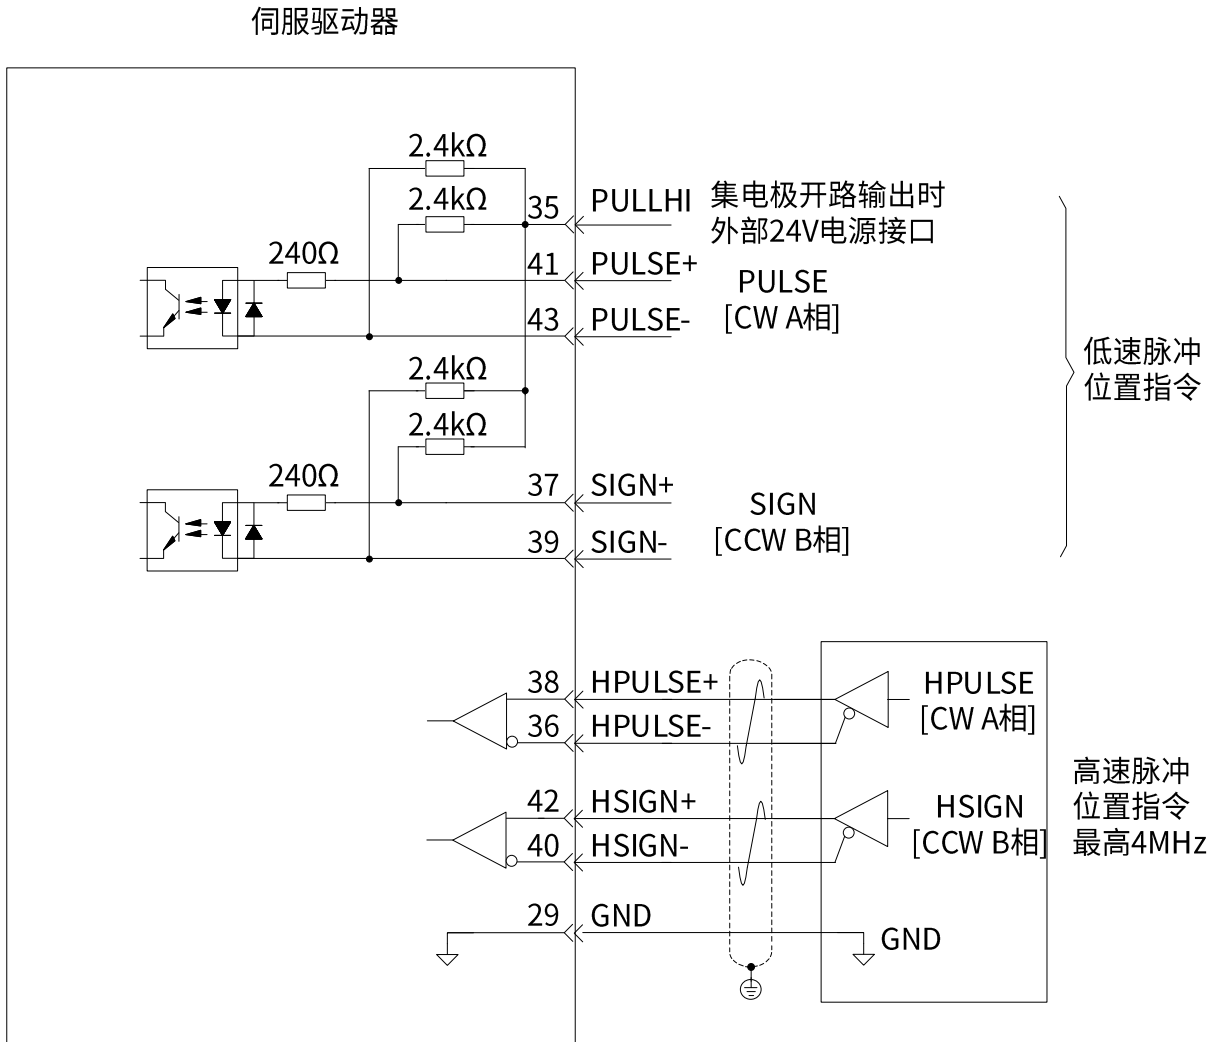 伺服驱动器
2.4kΩ
2.4kΩ
35
PULLHI
集电极开路输出时
外部24V电源接口
240Ω
41
PULSE+
PULSE
[CW A相]
43
PULSE-
低速脉冲
位置指令
2.4kΩ
2.4kΩ
240Ω
37
SIGN+
SIGN
[CCW B相]
39
SIGN-
38
HPULSE+
HPULSE
[CW A相]
36
HPULSE-
高速脉冲
位置指令
最高4MHz
42
HSIGN+
HSIGN
[CCW B相]
40
HSIGN-
29
GND
GND